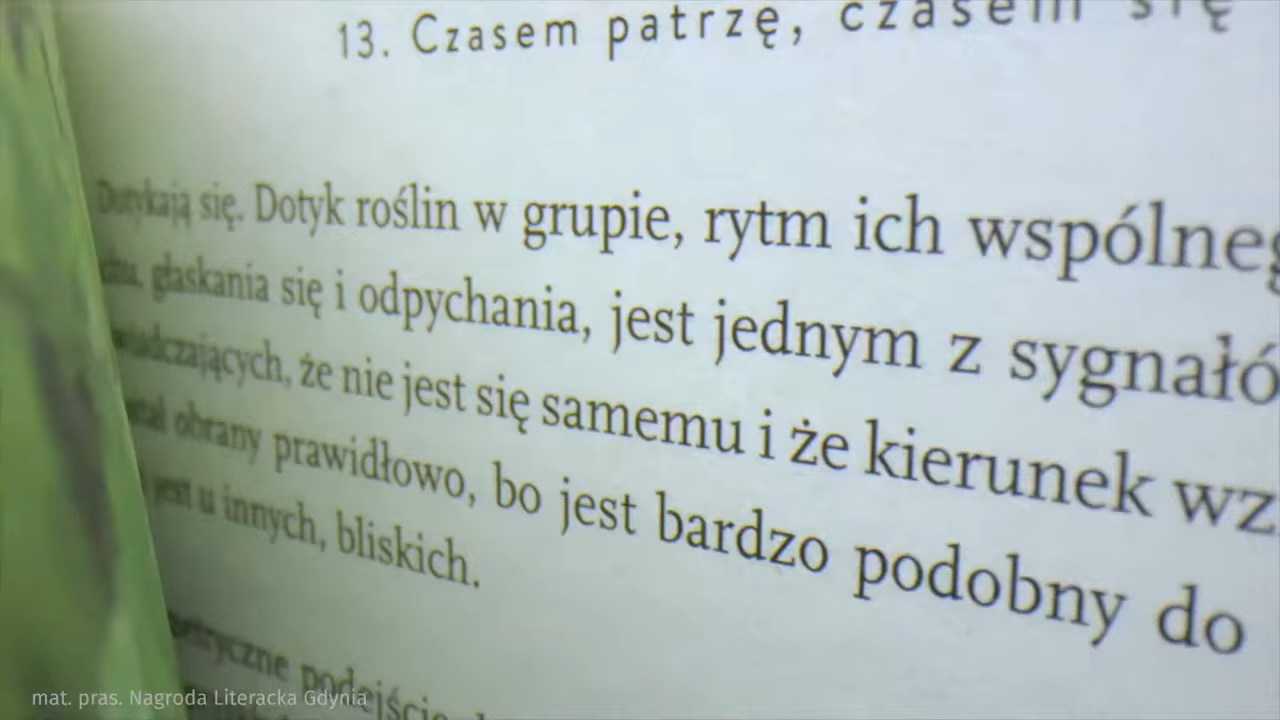 13. Czasem patrzę, czasem się
Dotykają się. Dotyk roślin w grupie, rytm ich wspólneg
głaskania się i odpychania, jest jednym z sygnałó
że nie jest się samemu i że kierunek wz
obrany prawidłowo, bo jest bardzo podobny do
jest u innych, bliskich.
podejście
mat. pras. Nagroda Literacka Gdynia